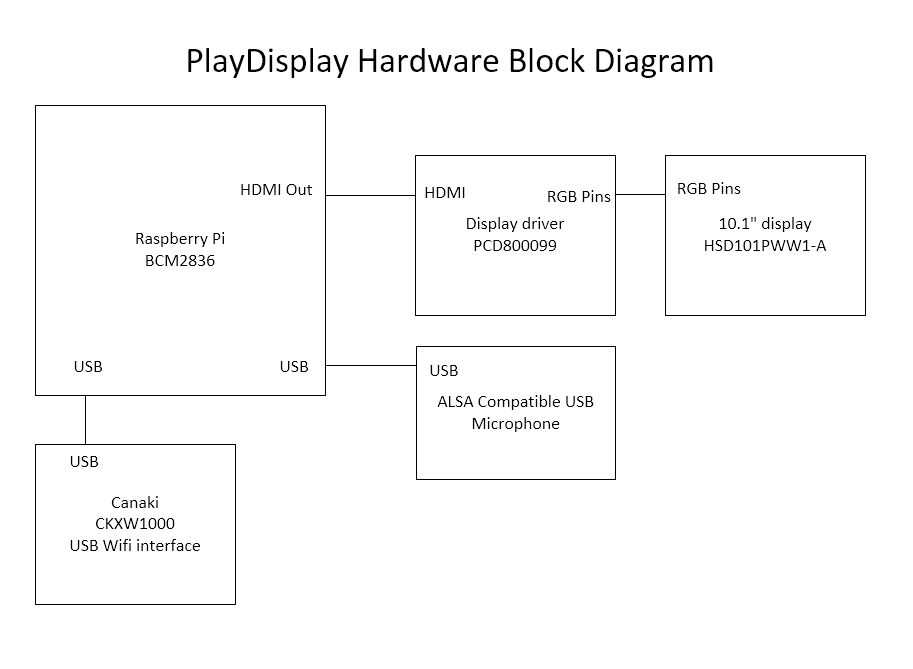 PlayDisplay Hardware Block Diagram
HDMI Out
Raspberry Pi
BCM2836
USB
USB
HDMI
RGB Pins
Display driver
PCD800099
RGB Pins
10.1" display
HSD101PWW1-A
USB
ALSA Compatible USB
Microphone
USB
Canaki
CKXW1000
USB Wifi interface